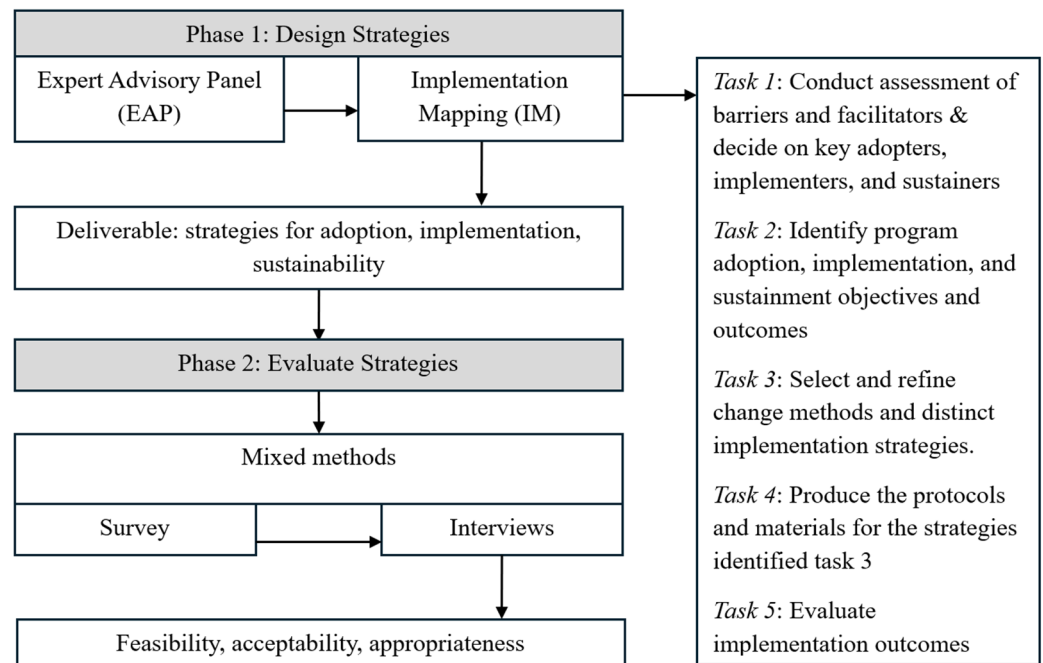 Phase 1: Design Strategies
Expert Advisory Panel
(EAP)
Implementation
Mapping (IM)
Deliverable: strategies for adoption, implementation,
sustainability
Phase 2: Evaluate Strategies
Mixed methods
Survey
Interviews
Feasibility, acceptability, appropriateness
Task 1: Conduct assessment of
barriers and facilitators &
decide on key adopters,
implementers, and sustainers
Task 2: Identify program
adoption, implementation, and
sustainment objectives and
outcomes
Task 3: Select and refine
change methods and distinct
implementation strategies.
Task 4: Produce the protocols
and materials for the strategies
identified task 3
Task 5: Evaluate
implementation outcomes